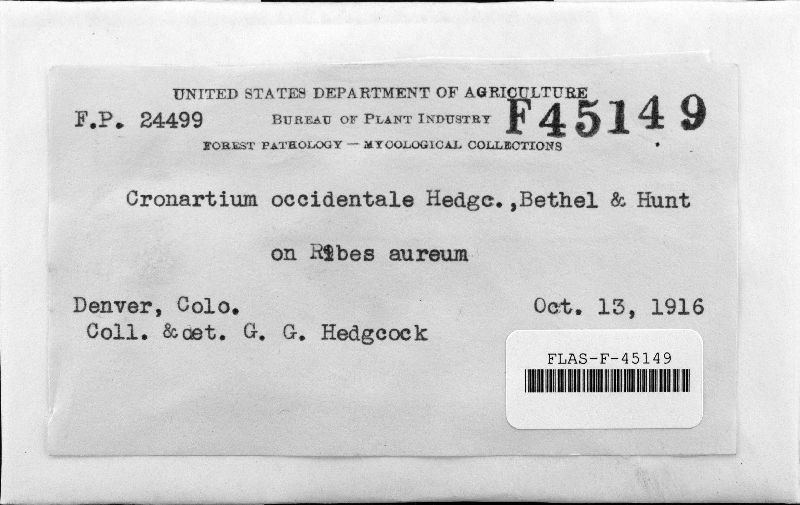 UNITED STATES DEPARTMENT OF AGRICULTURE
F.P. 24499 BUREAU OF PLANT INDUSTRY F45149
FOREST PATHOLOGY — MYCOLOGICAL COLLECTIONS
Cronartium occidentale Hedgc.,Bethel & Hunt
on Ribes aureum
Denver, Colo. Oct. 13, 1916
Coll. & det. G. G. Hedgcock
FLAS-F-45149